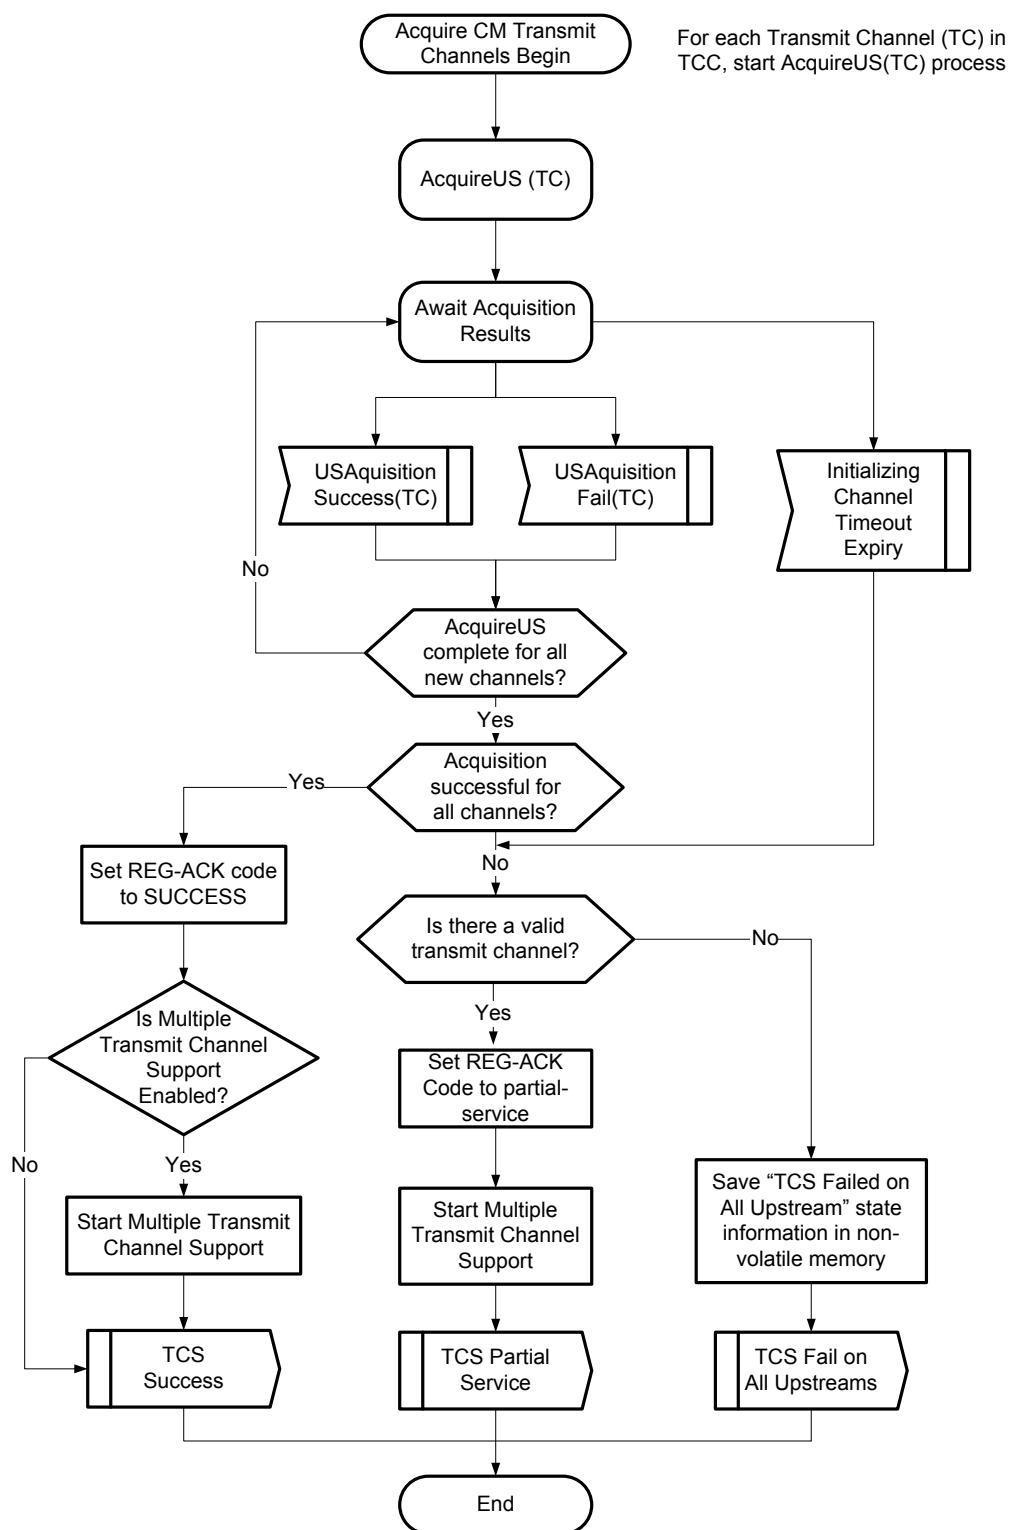 Acquire CM Transmit
Channels Begin
For each Transmit Channel (TC) in
TCC, start AcquireUS(TC) process
AcquireUS (TC)
Await Acquisition
Results
USAquisition
Success(TC)
USAquisition
Fail(TC)
Initializing
Channel
Timeout
Expiry
No
AcquireUS
complete for all
new channels?
Yes
Acquisition
successful for
all channels?
Yes
No
Set REG-ACK code
to SUCCESS
Is there a valid
transmit channel?
No
Yes
Is Multiple
Transmit Channel
Support
Enabled?
Set REG-ACK
Code to partial-
service
No
Yes
Start Multiple Transmit
Channel Support
Start Multiple
Transmit Channel
Support
Save “TCS Failed on
All Upstream” state
information in non-
volatile memory
TCS
Success
TCS Partial
Service
TCS Fail on
All Upstreams
End